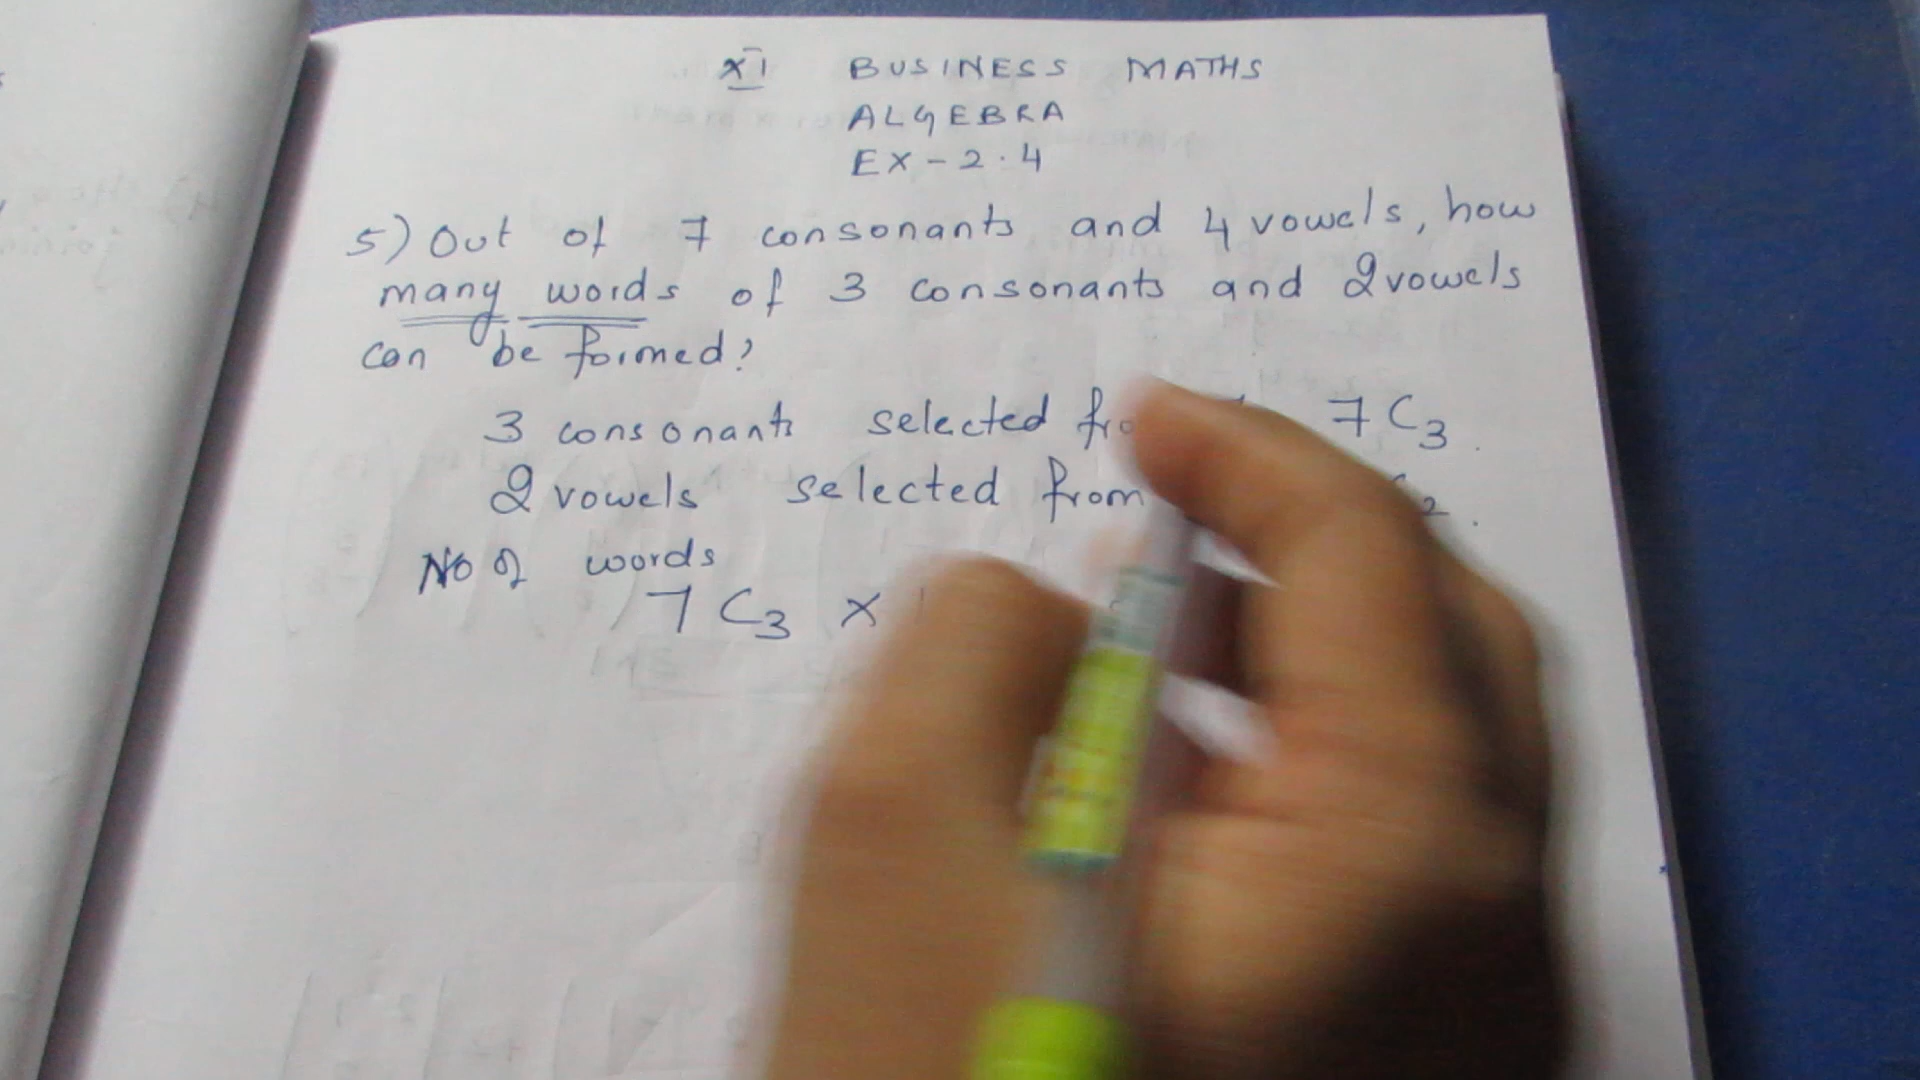 XI BUSINESS MATHS
ALGEBRA
EX-2.4
5) Out of 7 consonants and 4 vowels, how
many words of 3 consonants and 2 vowels
can be formed?
3 consonants selected 7C3.
2 vowels selected from
No of words
7C3 ×